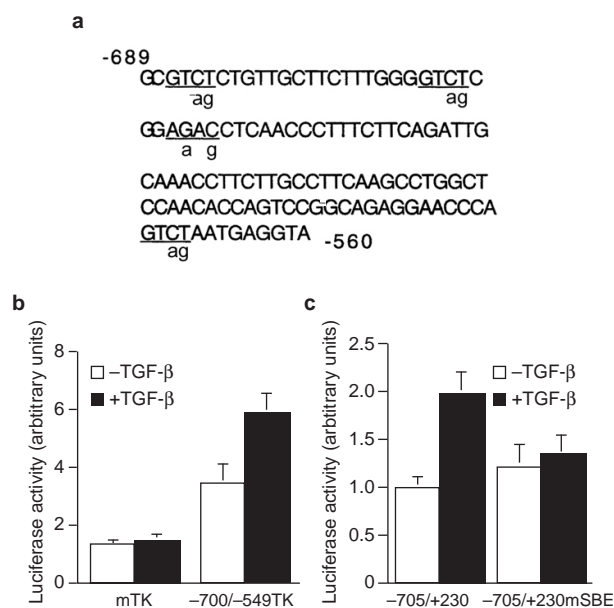 a
-689
GCGTCTCTGTTGCTTCTTTGGGGTCTC
ag ag
GGAGACCTCAACCCTTTCTTCAGATTG
a g
CAAACCTTCTTGCCTTCAAGCCTGGCT
CCAACACCAGTCCGGCAGAGGAACCCA
GTCTAATGAGGTA -560
ag
b
Luciferase activity (arbtitrary units)
8
6
4
2
0
–TGF-β
+TGF-β
mTK –700/–549TK
c
Luciferase activity (arbtitrary units)
2.5
2.0
1.5
1.0
0.5
0
–TGF-β
+TGF-β
–705/+230 –705/+230mSBE